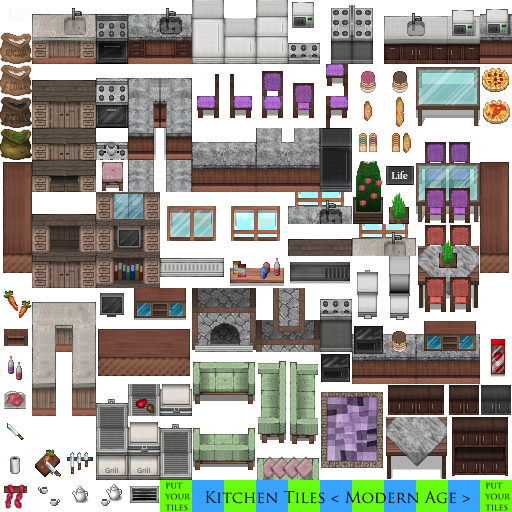 Life
Grill
Grill
PUT
YOUR
TILES
KITCHEN TILES < MODERN AGE >
PUT
YOUR
TILES